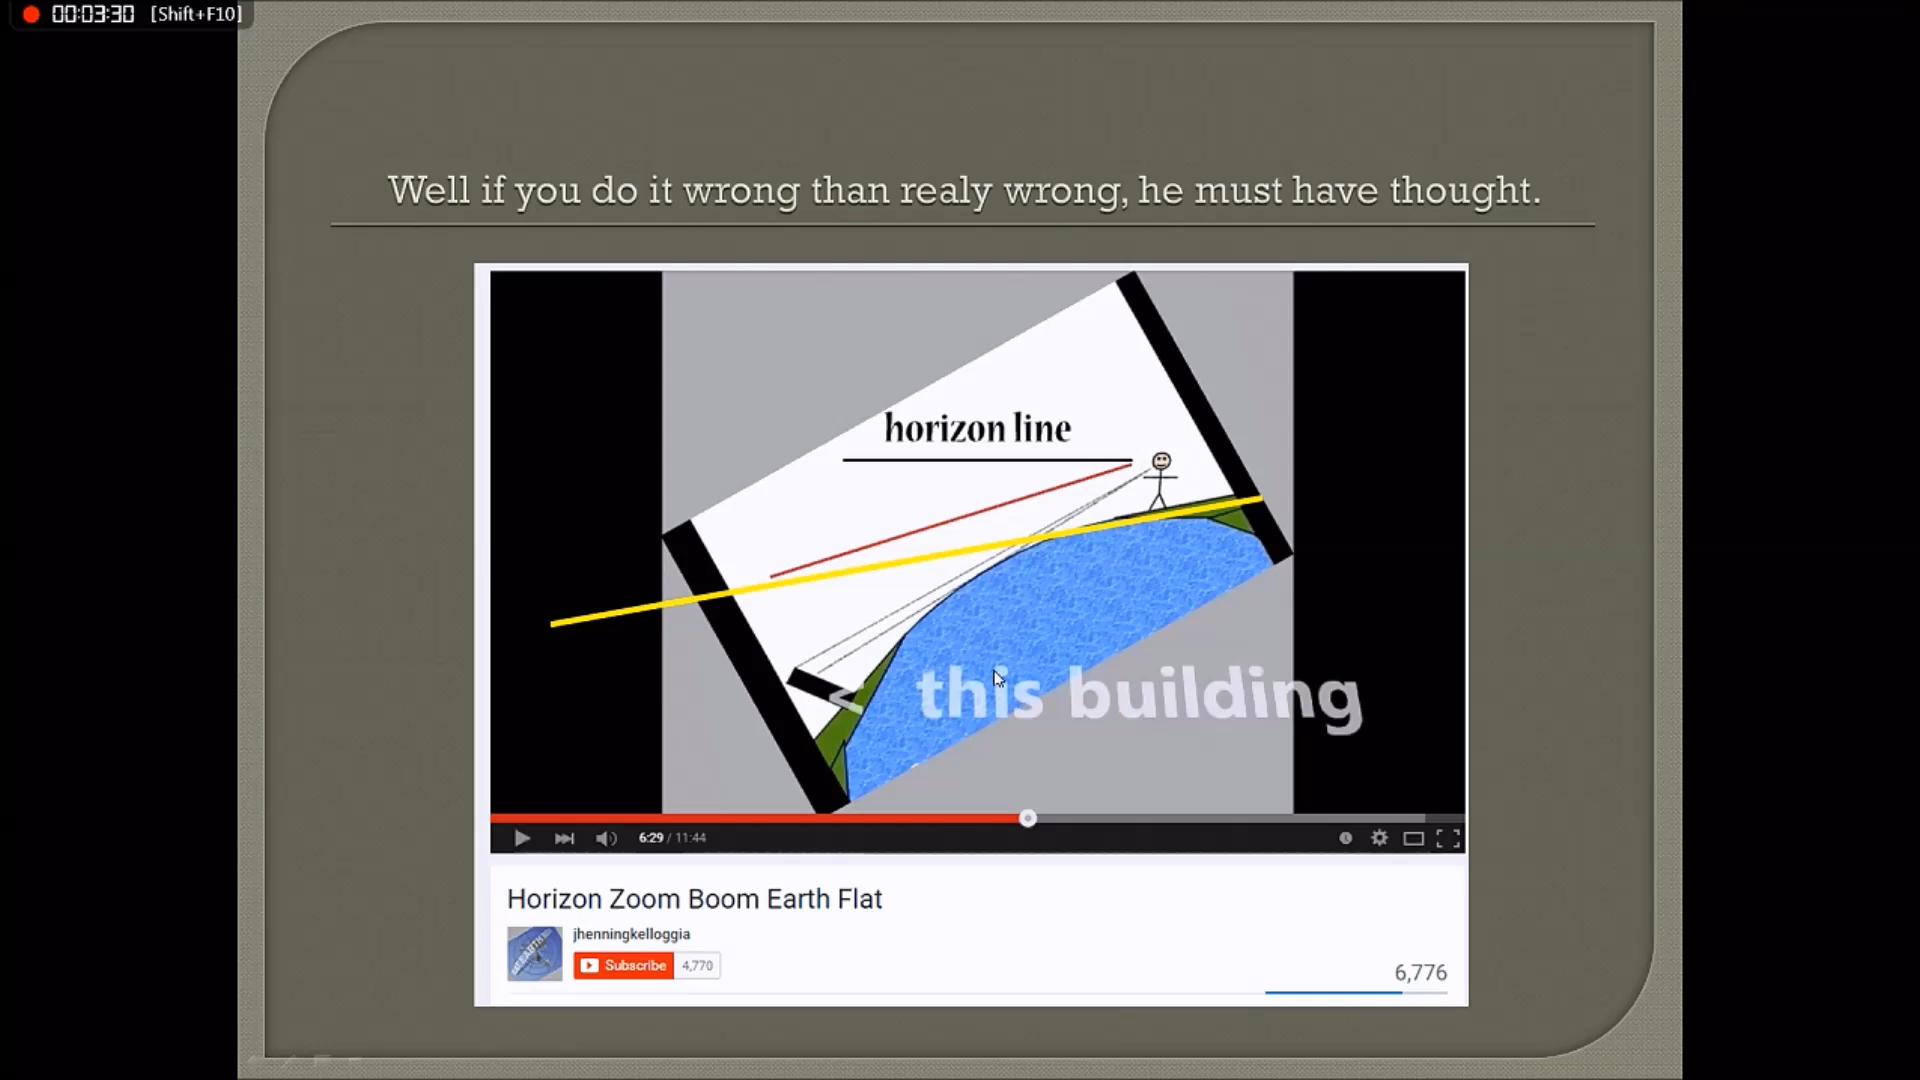 00:03:30 [Shift+F10]
Well if you do it wrong than realy wrong, he must have thought.
horizon line
< this building
6:29 / 11:44
Horizon Zoom Boom Earth Flat
jhenningkelloggia
Subscribe 4,770
6,776